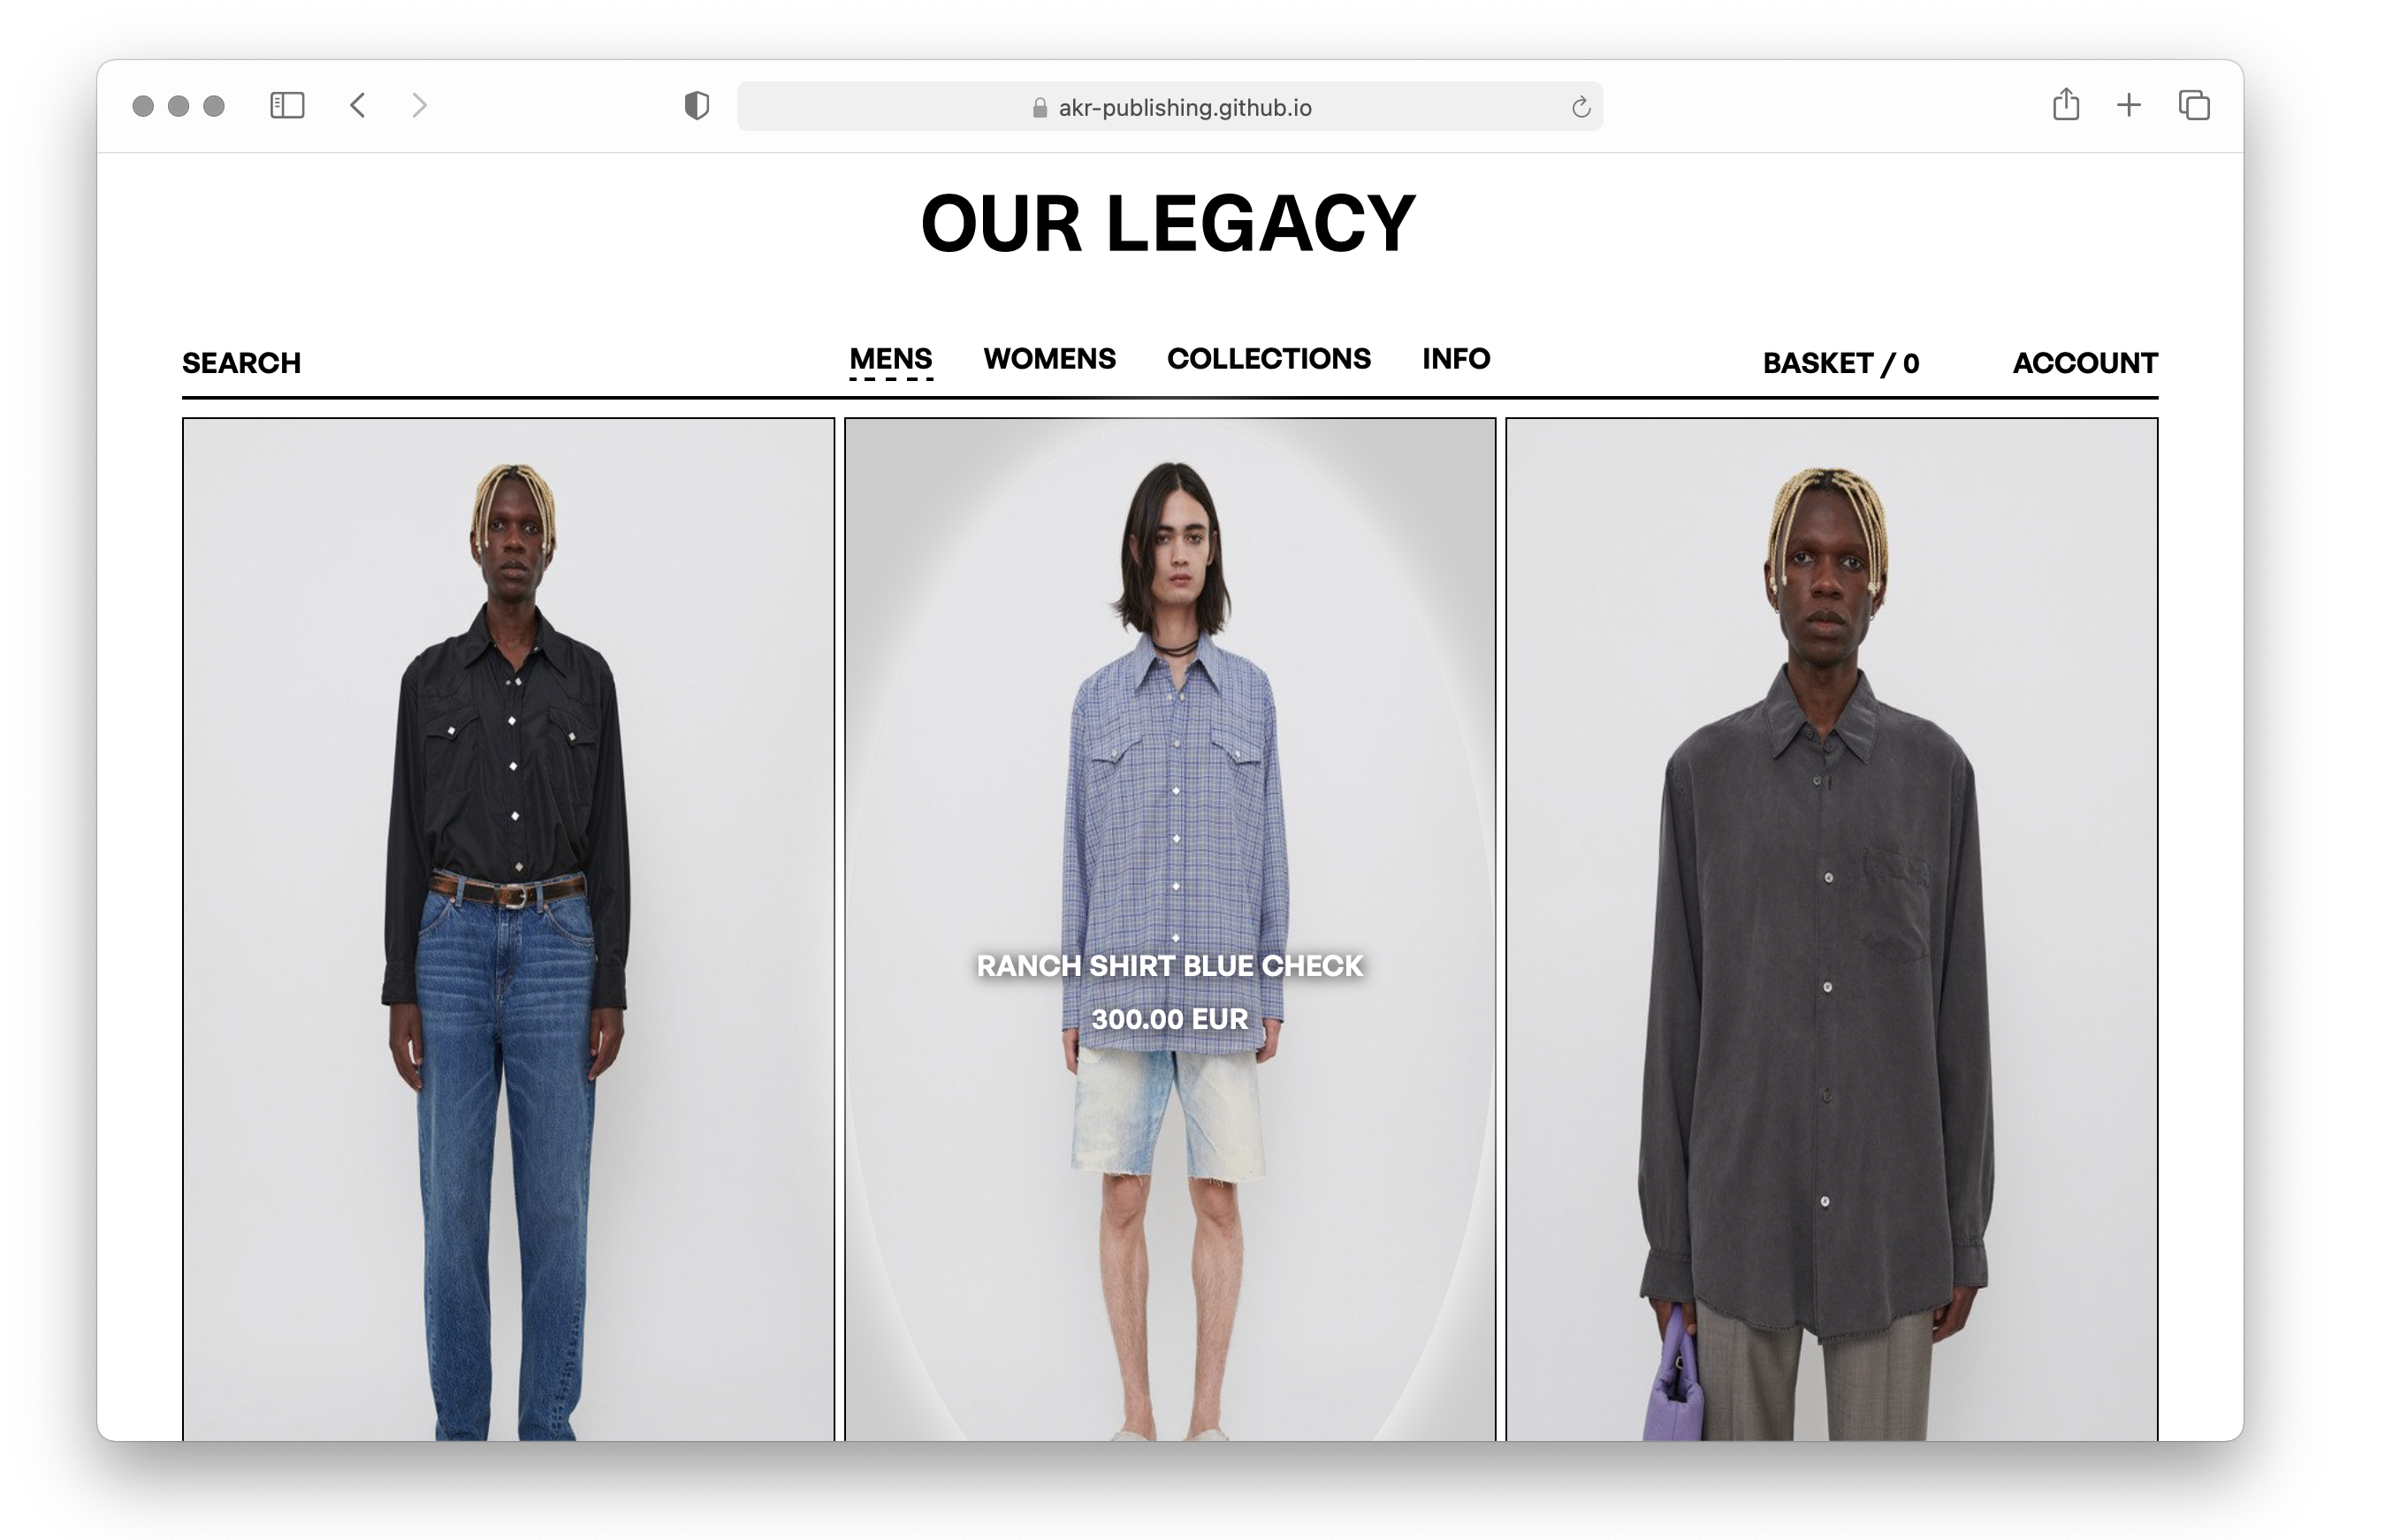 akr-publishing.github.io
OUR LEGACY
SEARCH
MENS WOMENS COLLECTIONS INFO
BASKET / 0 ACCOUNT
RANCH SHIRT BLUE CHECK
300.00 EUR